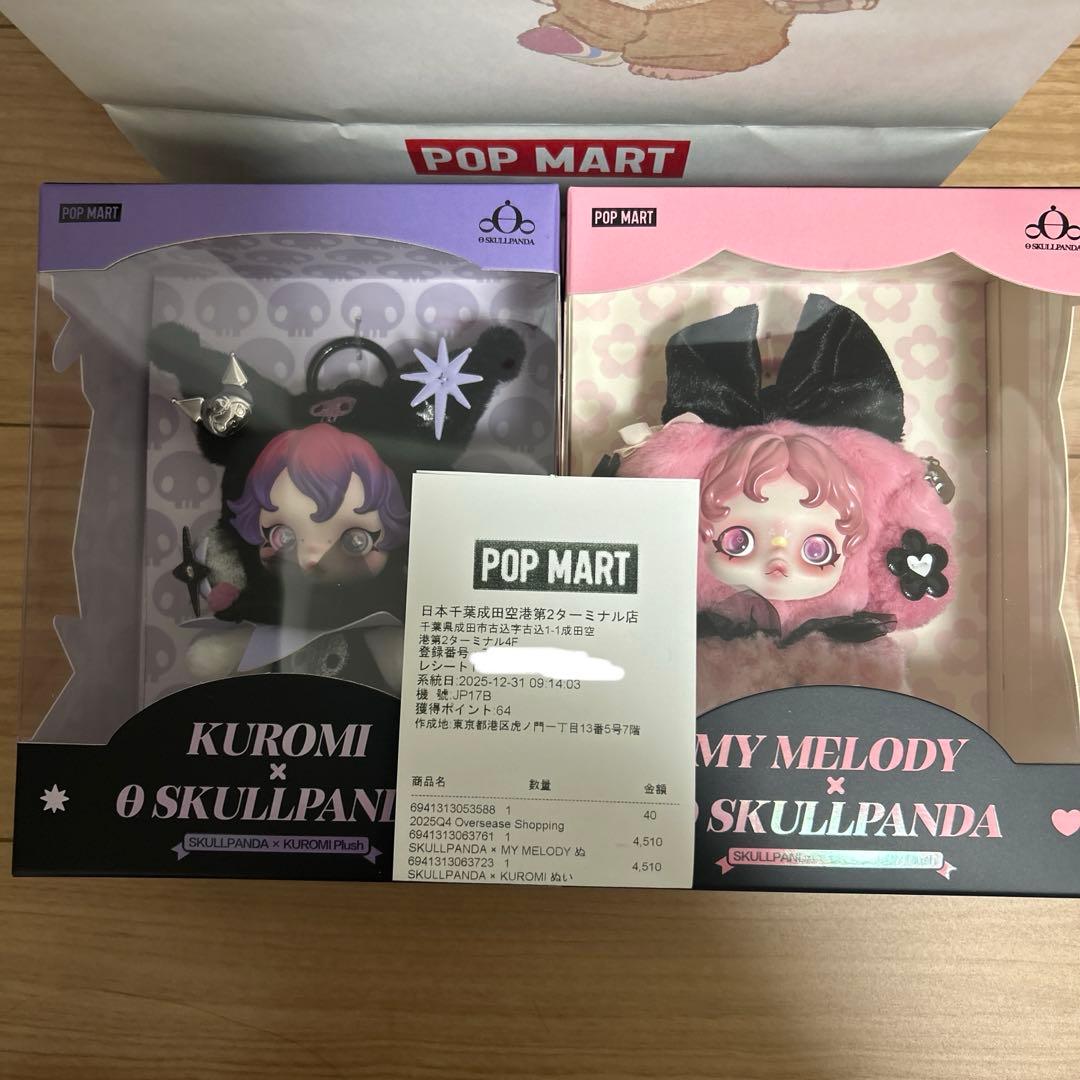 POP MART
POP MART
SKULLPANDA
POP MART
SKULLPANDA
KUROMI
×
SKULLPAND
SKULLPANDA × KUROMI Plush
MY MELODY
×
SKULLPANDA
POP MART
日本千葉成田空港第2ターミナル店
千葉県成田市古込字古込1-1成田空
港第2ターミナル4F
登録番号
レシート
系統日:2025-12-31 09:14:03
機 號:JP17B
獲得ポイント:64
作成地:東京都港区虎ノ門一丁目13番5号7階
商品名 数量 金額
6941313053588 1 40
2025Q4 Oversease Shopping
6941313063761 1 4,510
SKULLPANDA × MY MELODY ぬ
6941313063723 1 4,510
SKULLPANDA × KUROMI ぬい